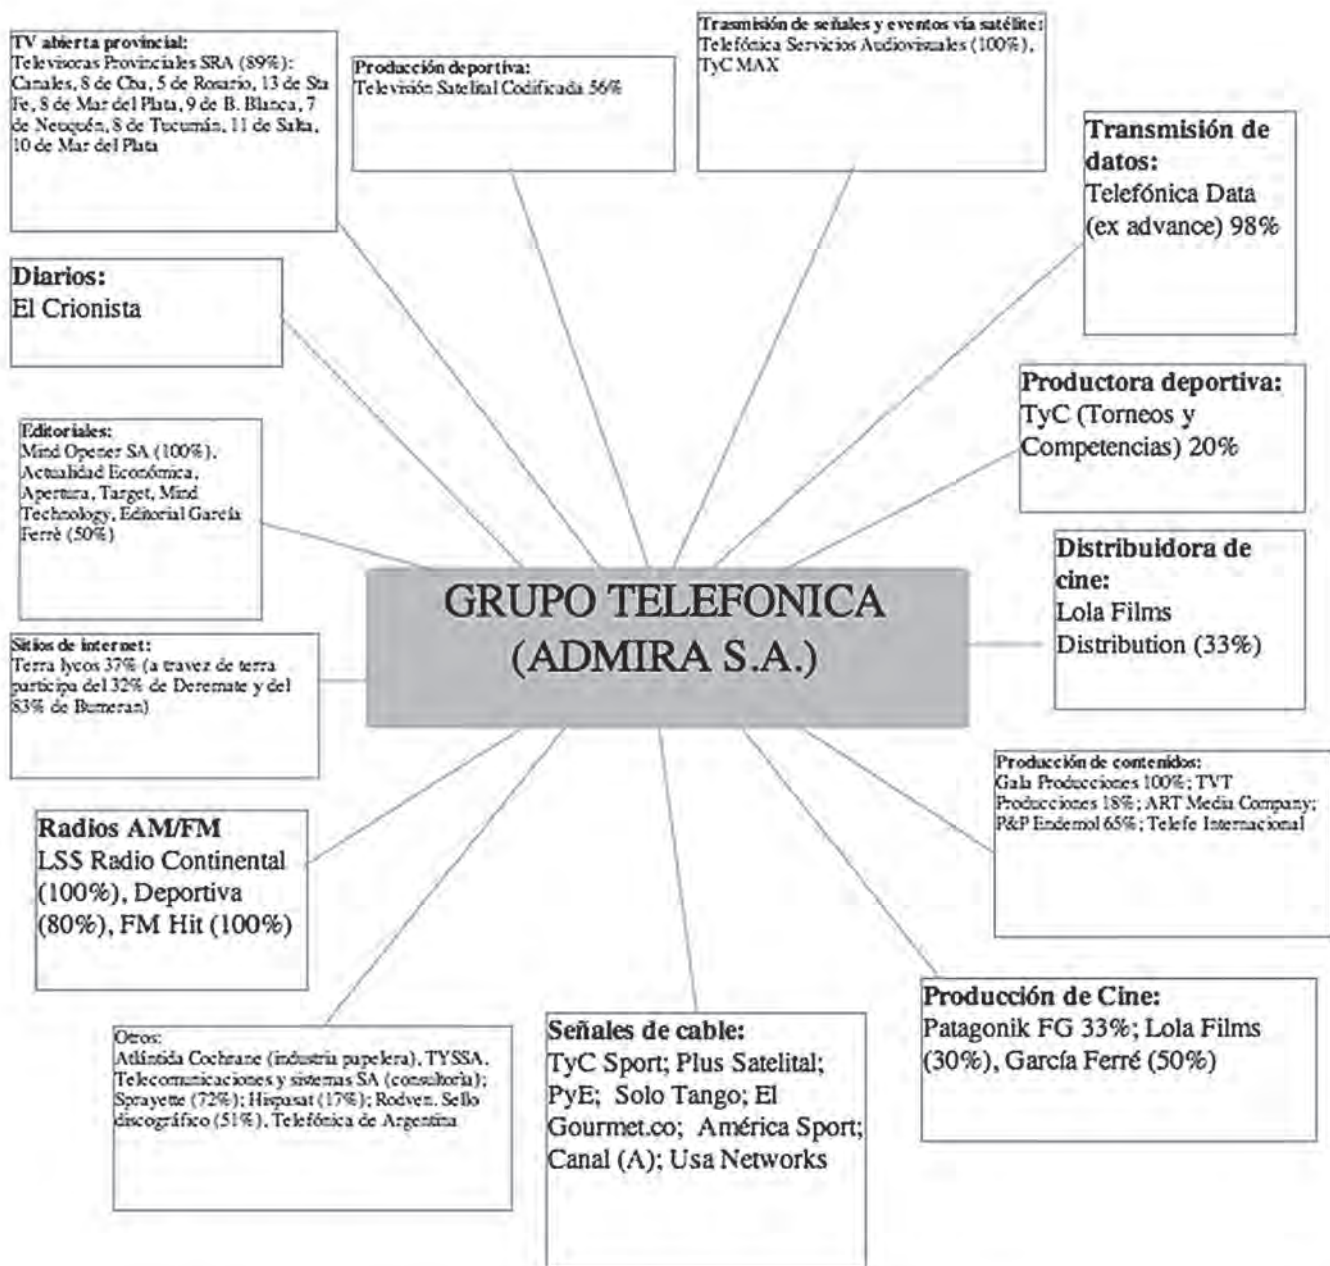 TV abierta provincial:
Televisoras Provinciales SRA (89%):
Canales, 8 de Cba, 5 de Rosario, 13 de Sta
Fe, 8 de Mar del Plata, 9 de B. Blanca, 7
de Neuquén, 8 de Tucumán, 11 de Salta,
10 de Mar del Plata
Producción deportiva:
Televisión Satelital Codificada 56%
Trasmisión de señales y eventos vía satélite:
Telefónica Servicios Audiovisuales (100%),
TyC MAX
Transmisión de
datos:
Telefónica Data
(ex advance) 98%
Diarios:
El Crionista
Productora deportiva:
TyC (Torneos y
Competencias) 20%
Editoriales:
Mind Opener SA (100%),
Actualidad Económica,
Apertura, Target, Mind
Technology, Editorial García
Ferrè (50%)
Distribuidora de
cine:
Lola Films
Distribution (33%)
GRUPO TELEFONICA
(ADMIRA S.A.)
Sitios de internet:
Terra lycos 37% (a travez de terra
participa del 32% de Deremate y del
83% de Bumeran)
Producción de contenidos:
Gala Producciones 100%; TVT
Producciones 18%; ART Media Company;
P&P Endemol 65%; Telefe Internacional
Radios AM/FM
LS$ Radio Continental
(100%), Deportiva
(80%), FM Hit (100%)
Producción de Cine:
Patagonik FG 33%; Lola Films
(30%), García Ferré (50%)
Señales de cable:
TyC Sport; Plus Satelital;
PyE; Solo Tango; El
Gourmet.co; América Sport;
Canal (A); Usa Networks
Otros:
Atlántida Cochrane (industria papelera), TYSSA,
Telecomunicaciones y sistemas SA (consultoría);
Sprayette (72%); Hispasat (17%); Rodven. Sello
discográfico (51%), Telefónica de Argentina